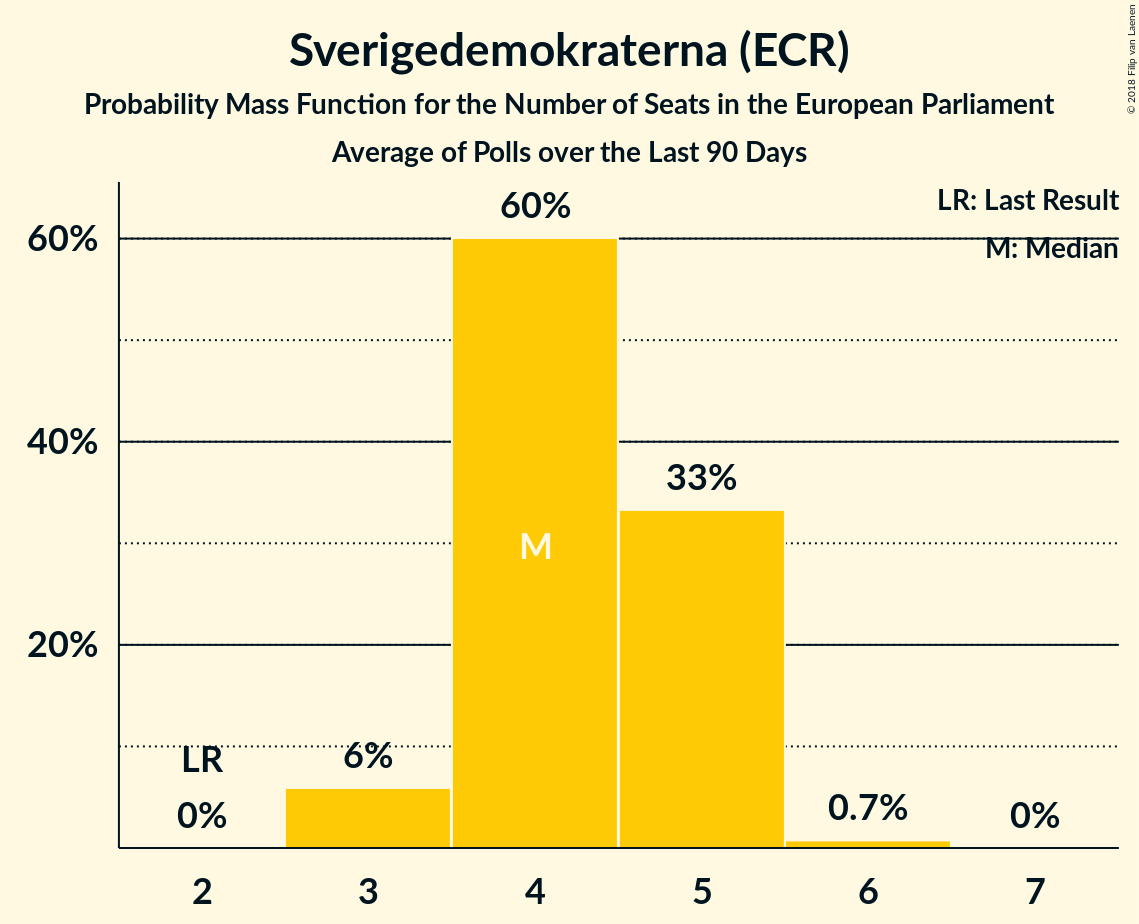 Sverigedemokraterna (ECR)
Probability Mass Function for the Number of Seats in the European Parliament
Average of Polls over the Last 90 Days
© 2018 Filip van Laenen
LR: Last Result
M: Median
60%
40%
20%
LR
0%
6%
60%
M
33%
0.7%
0%
2 3 4 5 6 7